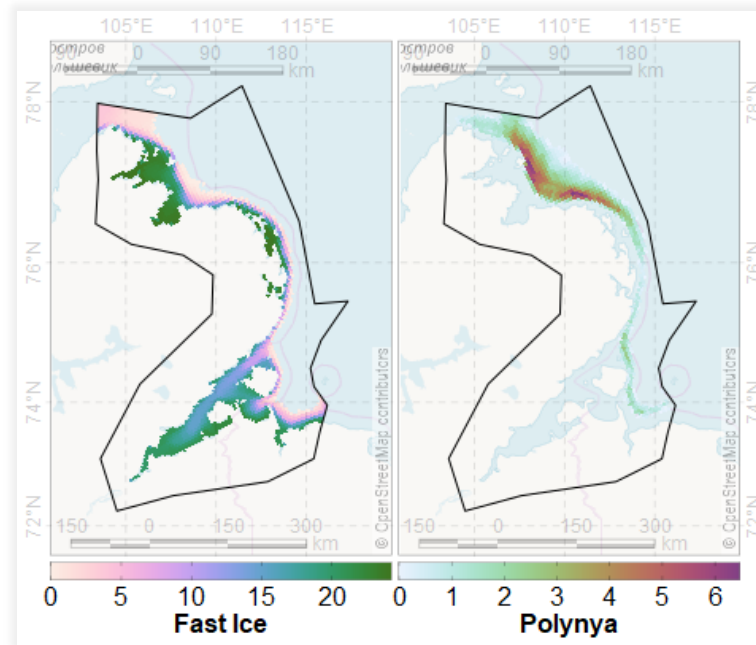 105°E 110°E 115°E 105°E 110°E 115°E
остров
90 0 90 180
km
остров
0 90 180
km
78°N 78°N
76°N 76°N
74°N 74°N
72°N 72°N
150 0 150 300
km
150 0 150 300
km
© OpenStreetMap contributors
© OpenStreetMap contributors
0 5 10 15 20
0 1 2 3 4 5 6
Fast Ice
Polynya